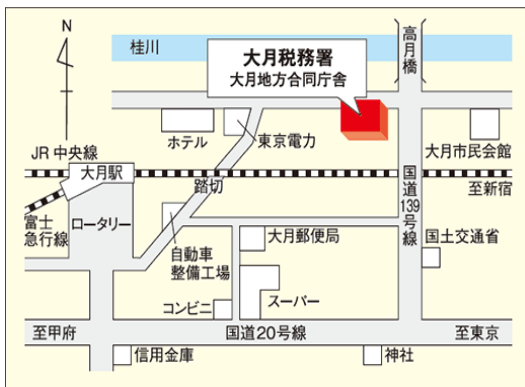 N
桂川
高月橋
大月税務署
大月地方合同庁舎
ホテル
東京電力
大月市民会館
JR中央線
大月駅
踏切
至新宿
富士
急行線
ロータリー
国道139号線
自動車
整備工場
大月郵便局
国土交通省
コンビニ
スーパー
至甲府
国道20号線
至東京
信用金庫
神社